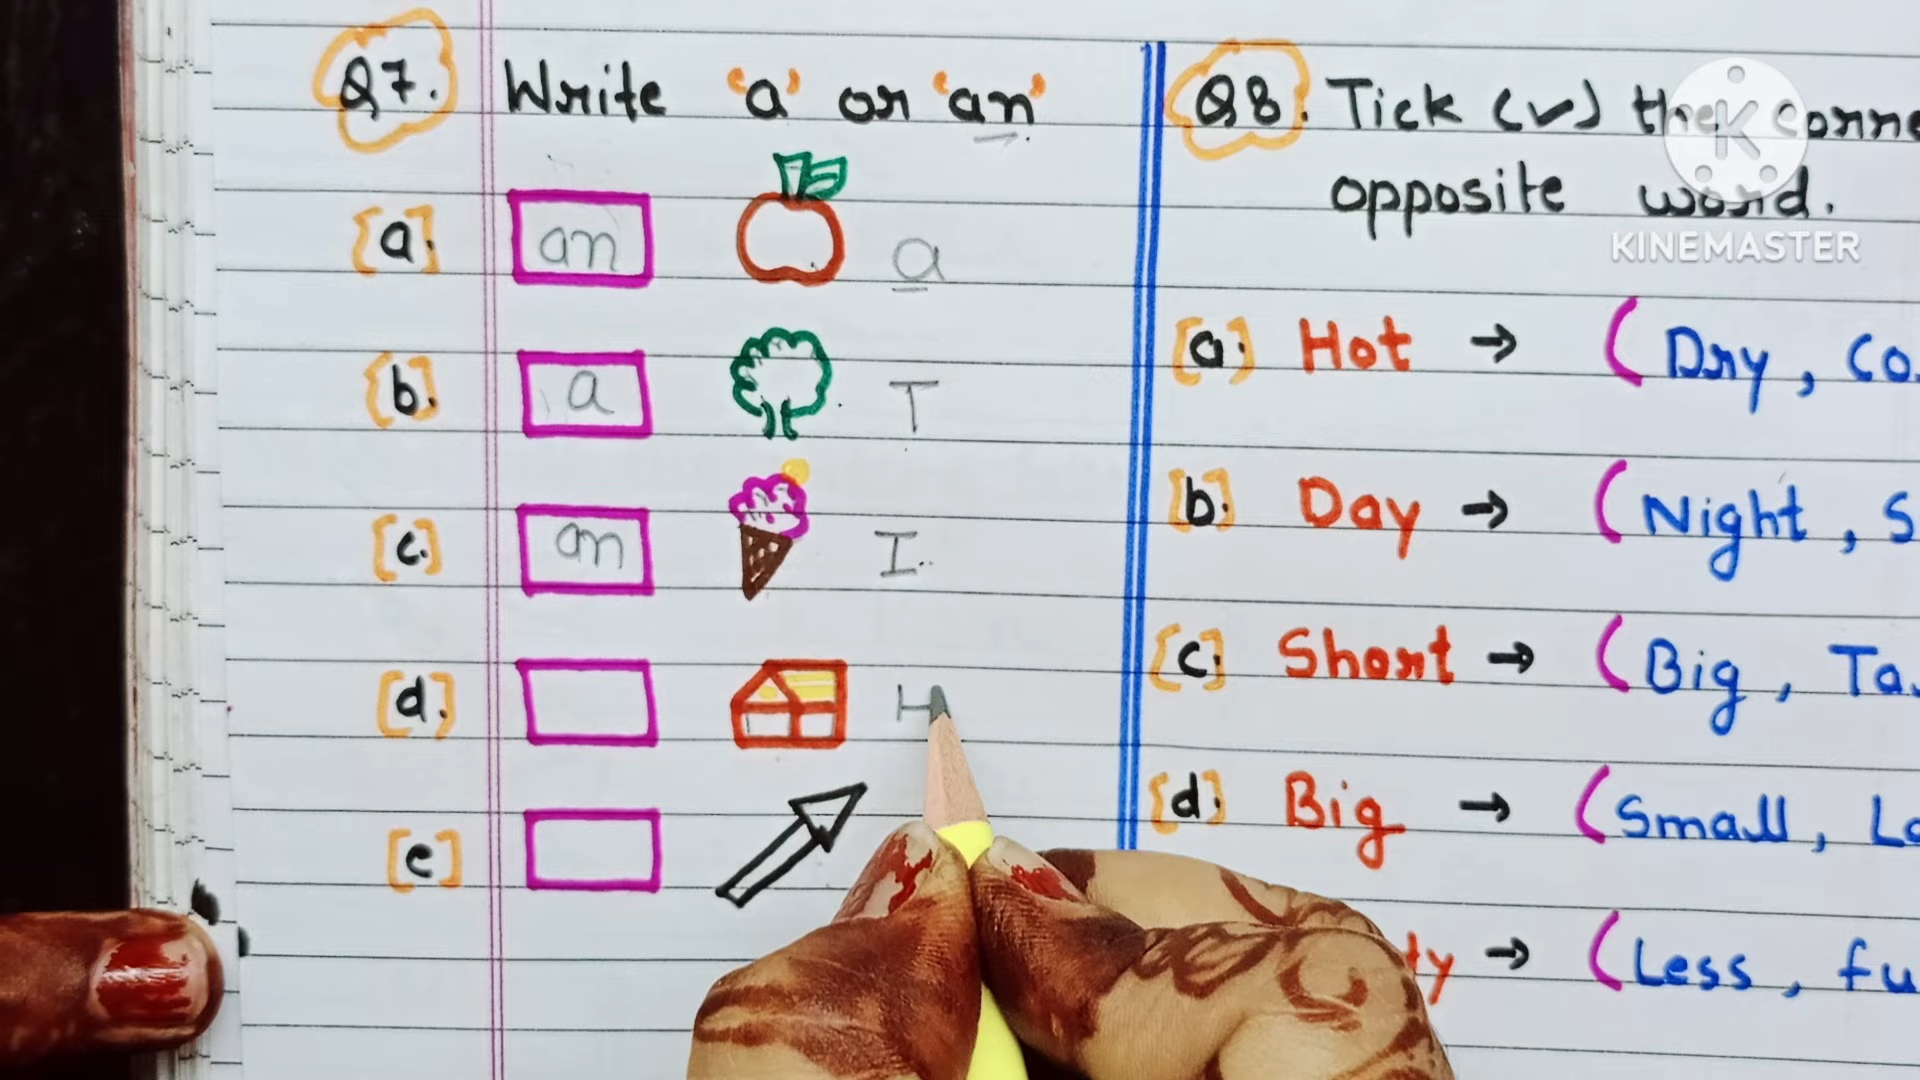 Q7. Write 'a' or 'an'
[a]. an a
[b]. a T
[c]. an I..
[d]. H
[e]
Q8. Tick (✓) the
opposite word.
[a]. Hot → (Dry,
[b]. Day → (Night,
[c]. Short → (Big,
[d]. Big → (Small,
→ (Less,
K
KINEMASTER